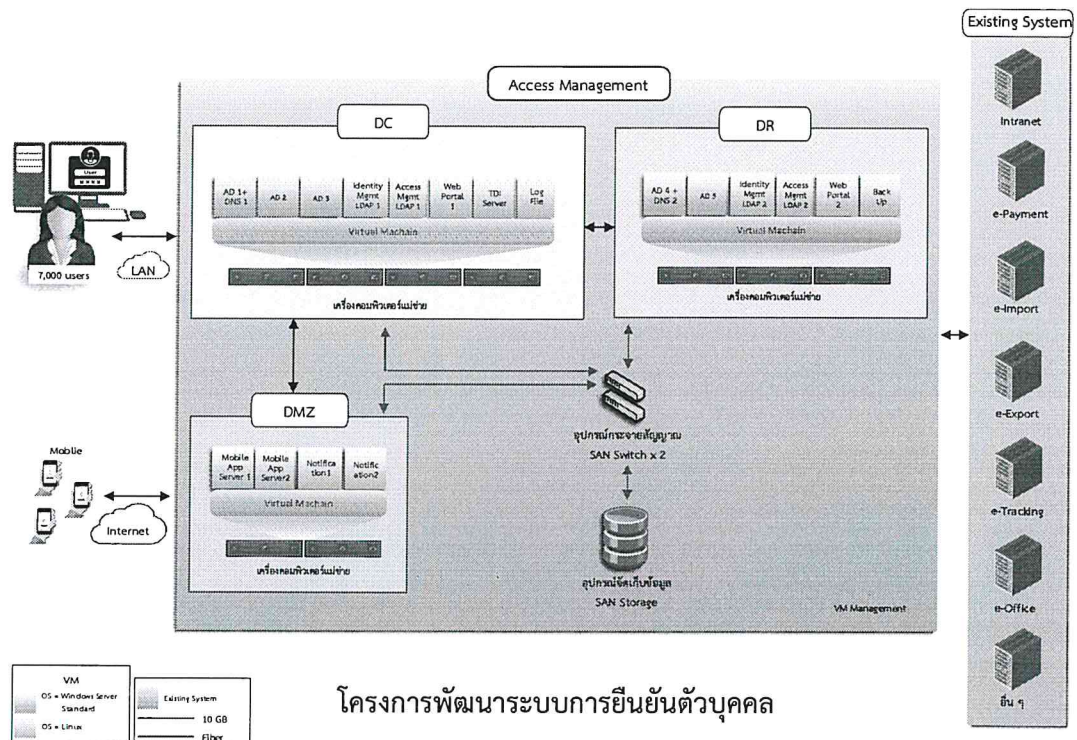 Existing System
Access Management
DC
DR
AD 1+
DNS 1
AD 2
AD 3
Identity
Mgmt
LDAP 1
Access
Mgmt
LDAP 1
Web
Portal
1
TDI
Server
Log
File
Virtual Machain
เครื่องคอมพิวเตอร์แม่ข่าย
AD 4 +
DNS 2
AD 5
Identity
Mgmt
LDAP 2
Access
Mgmt
LDAP 2
Web
Portal
2
Back
Up
Virtual Machain
เครื่องคอมพิวเตอร์แม่ข่าย
User
7,000 users
LAN
DMZ
Mobile
App
Server 1
Mobile
App
Server2
Notifica
tion1
Notific
ation2
Virtual Machain
เครื่องคอมพิวเตอร์แม่ข่าย
Mobile
Internet
อุปกรณ์กระจายสัญญาณ
SAN Switch x 2
อุปกรณ์จัดเก็บข้อมูล
SAN Storage
VM Management
Intranet
e-Payment
e-Import
e-Export
e-Tracking
e-Office
อื่น ๆ
VM
OS = Windows Server
Standard
OS = Linux
Existing System
10 GB
Fiber
โครงการพัฒนาระบบการยืนยันตัวบุคคล